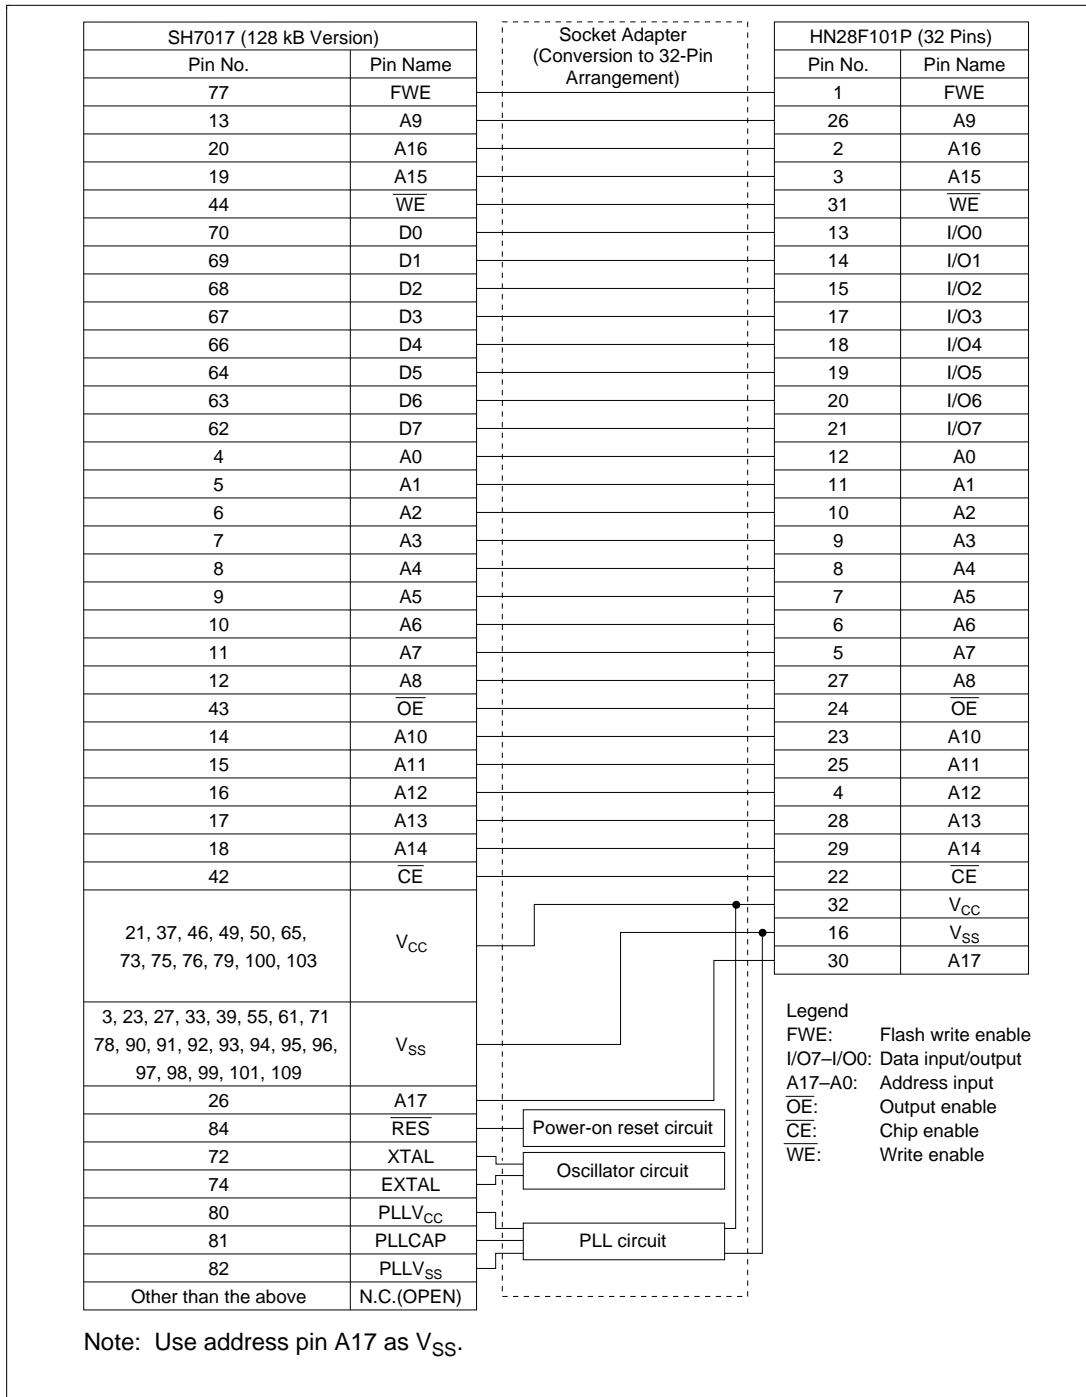 SH7017 (128 kB Version) Socket Adapter HN28F101P (32 Pins)
(Conversion to 32-Pin
Pin No. Pin Name Arrangement) Pin No. Pin Name
77 FWE 1 FWE
13 A9 26 A9
20 A16 2 A16
19 A15 3 A15
44 W̅E̅ 31 W̅E̅
70 D0 13 I/O0
69 D1 14 I/O1
68 D2 15 I/O2
67 D3 17 I/O3
66 D4 18 I/O4
64 D5 19 I/O5
63 D6 20 I/O6
62 D7 21 I/O7
4 A0 12 A0
5 A1 11 A1
6 A2 10 A2
7 A3 9 A3
8 A4 8 A4
9 A5 7 A5
10 A6 6 A6
11 A7 5 A7
12 A8 27 A8
43 O̅E̅ 24 O̅E̅
14 A10 23 A10
15 A11 25 A11
16 A12 4 A12
17 A13 28 A13
18 A14 29 A14
42 C̅E̅ 22 C̅E̅
32 VCC
21, 37, 46, 49, 50, 65,
73, 75, 76, 79, 100, 103 VCC
16 VSS
30 A17
3, 23, 27, 33, 39, 55, 61, 71
78, 90, 91, 92, 93, 94, 95, 96, VSS
97, 98, 99, 101, 109
26 A17
84 R̅E̅S̅ Power-on reset circuit
72 XTAL
Oscillator circuit
74 EXTAL
80 PLLVCC
81 PLLCAP PLL circuit
82 PLLVSS
Other than the above N.C.(OPEN)
Legend
FWE: Flash write enable
I/O7–I/O0: Data input/output
A17–A0: Address input
O̅E̅: Output enable
C̅E̅: Chip enable
W̅E̅: Write enable
Note: Use address pin A17 as VSS.